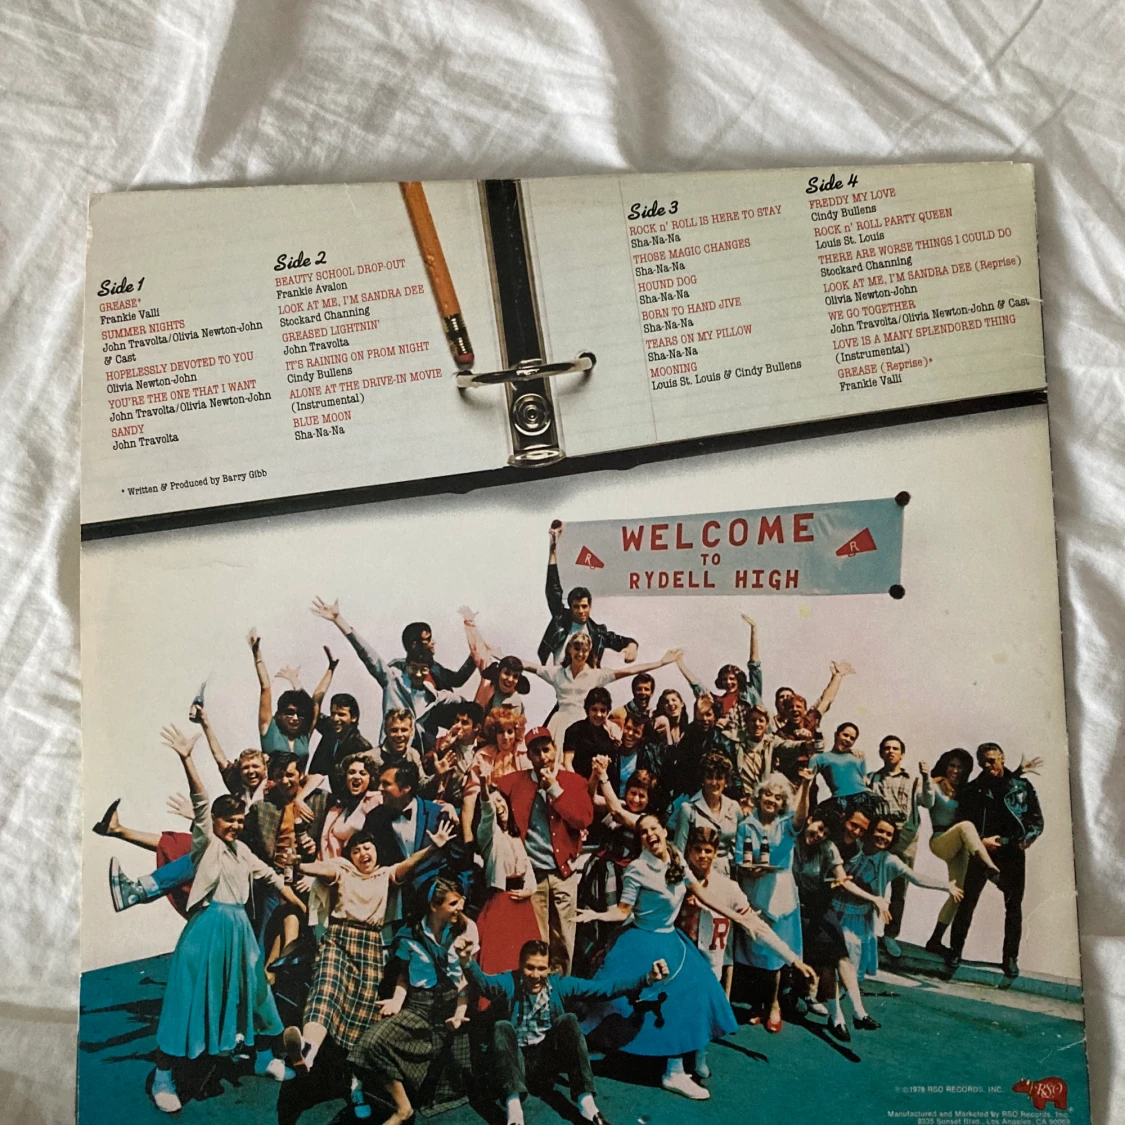 Side 1
GREASE*
Frankie Valli
SUMMER NIGHTS
John Travolta/Olivia Newton-John
& Cast
HOPELESSLY DEVOTED TO YOU
Olivia Newton-John
YOU'RE THE ONE THAT I WANT
John Travolta/Olivia Newton-John
SANDY
John Travolta
* Written & Produced by Barry Gibb
Side 2
BEAUTY SCHOOL DROP-OUT
Frankie Avalon
LOOK AT ME, I'M SANDRA DEE
Stockard Channing
GREASED LIGHTNIN'
John Travolta
IT'S RAINING ON PROM NIGHT
Cindy Bullens
ALONE AT THE DRIVE-IN MOVIE
(Instrumental)
BLUE MOON
Sha-Na-Na
Side 3
ROCK n' ROLL IS HERE TO STAY
Sha-Na-Na
THOSE MAGIC CHANGES
Sha-Na-Na
HOUND DOG
Sha-Na-Na
BORN TO HAND JIVE
Sha-Na-Na
TEARS ON MY PILLOW
Sha-Na-Na
MOONING
Louis St. Louis & Cindy Bullens
Side 4
FREDDY MY LOVE
Cindy Bullens
ROCK n' ROLL PARTY QUEEN
Louis St. Louis
THERE ARE WORSE THINGS I COULD DO
Stockard Channing
LOOK AT ME, I'M SANDRA DEE (Reprise)
Olivia Newton-John
WE GO TOGETHER
John Travolta/Olivia Newton-John & Cast
LOVE IS A MANY SPLENDORED THING
(Instrumental)
GREASE (Reprise)*
Frankie Valli
WELCOME
TO
RYDELL HIGH
R
R
R
℗ ©1978 RSO RECORDS, INC.
RSO
Manufactured and Marketed by RSO Records, Inc.
8335 Sunset Blvd., Los Angeles, CA 90069